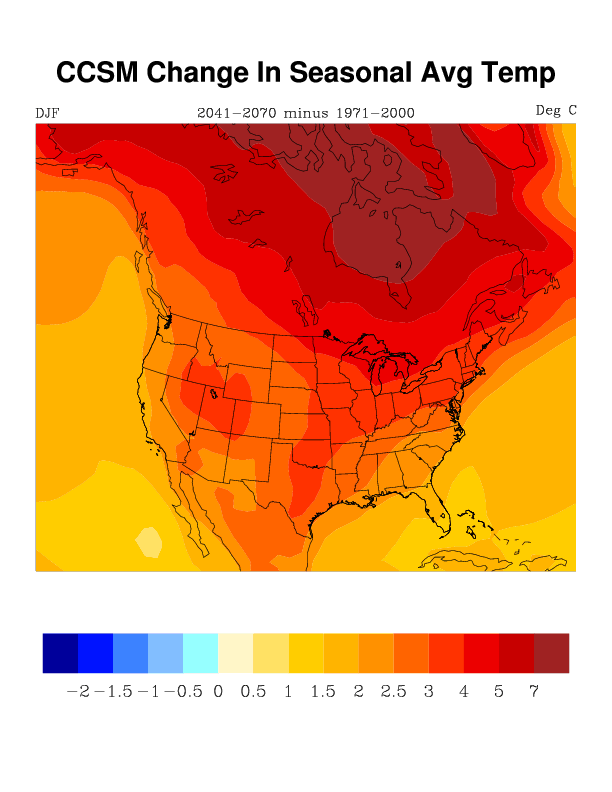 CCSM Change In Seasonal Avg Temp
DJF 2041−2070 minus 1971−2000 Deg C
−2 −1.5 −1 −0.5 0 0.5 1 1.5 2 2.5 3 4 5 7